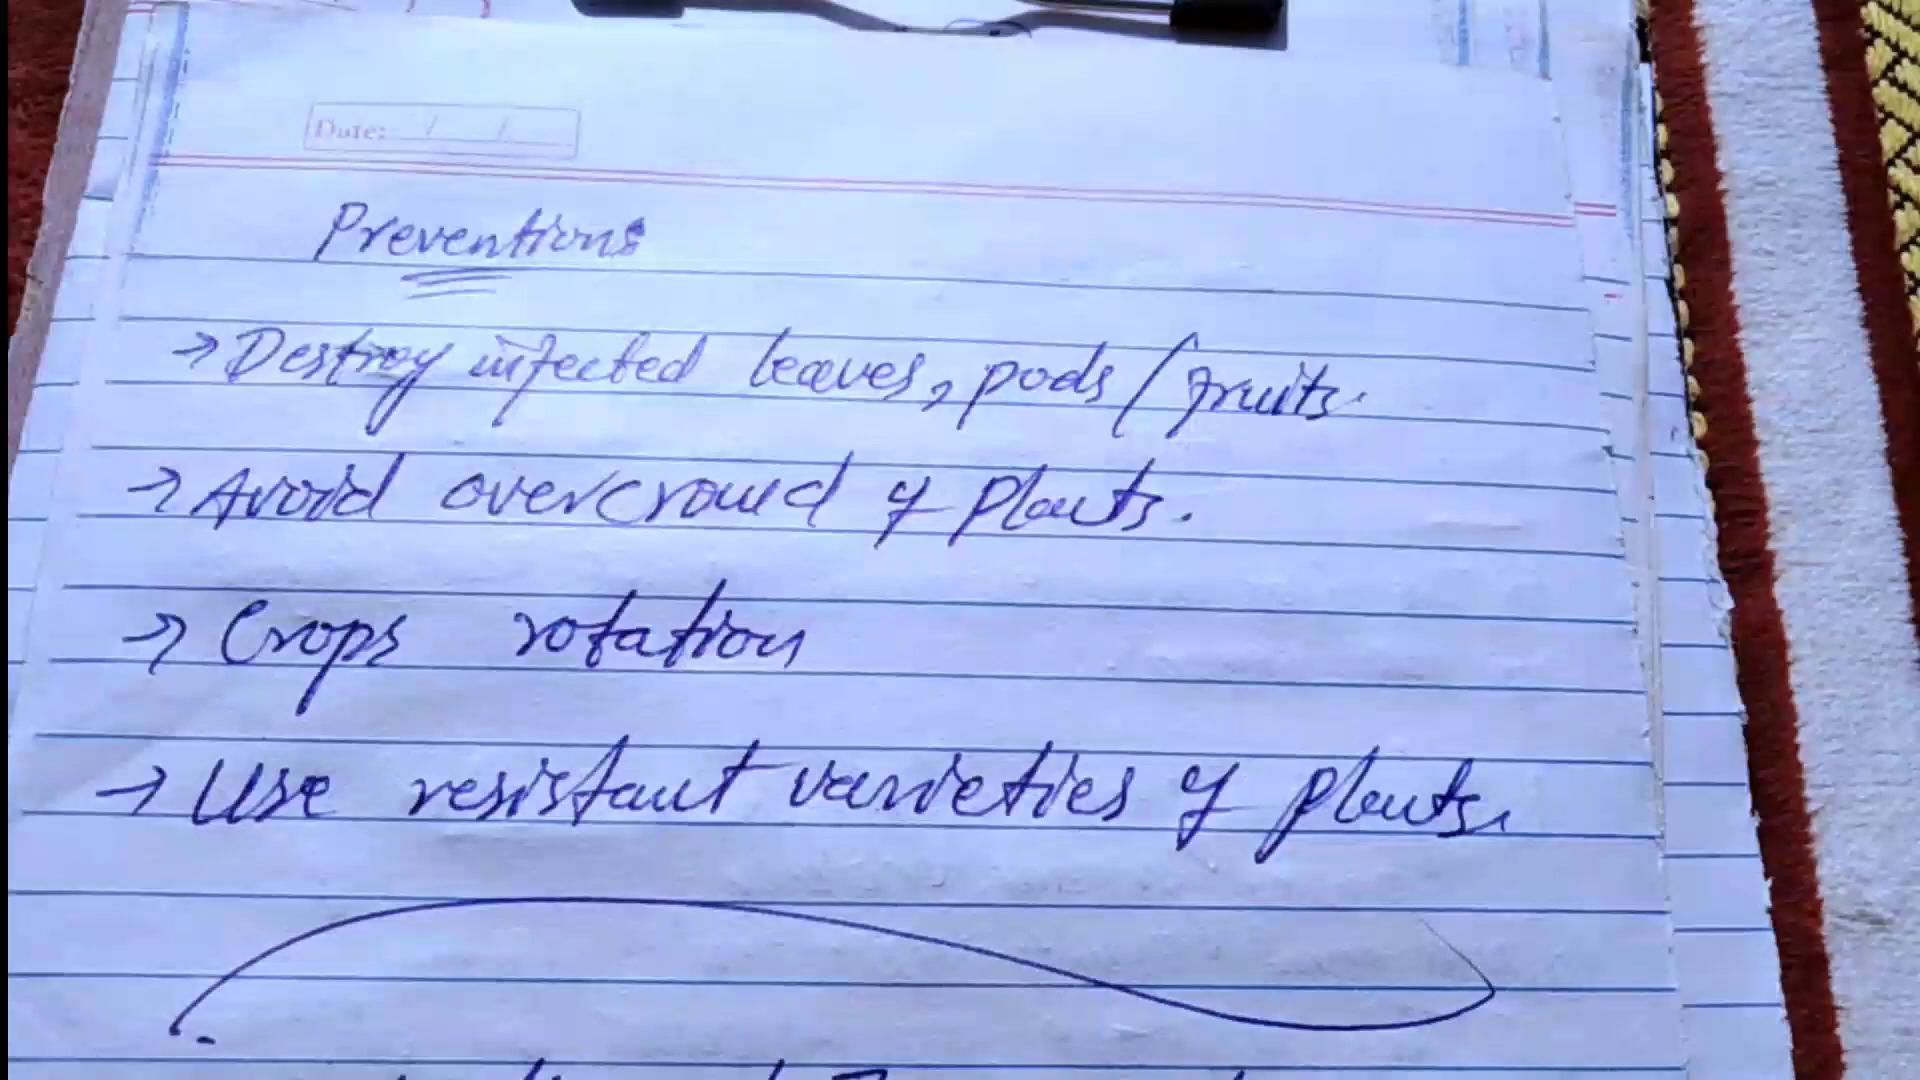 Date: / /
Preventions
→ Destroy infected leaves, pods / fruits.
→ Avoid overcrowd of plants.
→ Crops rotation
→ Use resistant varieties of plants.